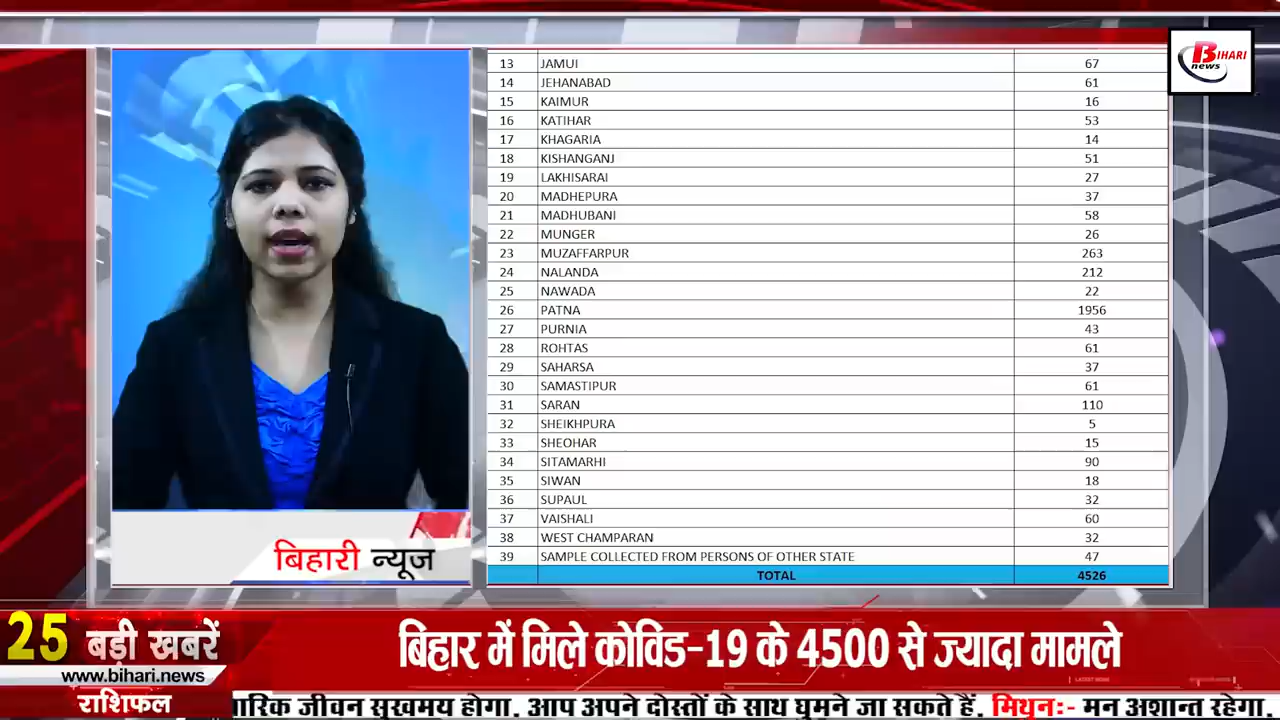 BIHARI
news
13 JAMUI 67
14 JEHANABAD 61
15 KAIMUR 16
16 KATIHAR 53
17 KHAGARIA 14
18 KISHANGANJ 51
19 LAKHISARAI 27
20 MADHEPURA 37
21 MADHUBANI 58
22 MUNGER 26
23 MUZAFFARPUR 263
24 NALANDA 212
25 NAWADA 22
26 PATNA 1956
27 PURNIA 43
28 ROHTAS 61
29 SAHARSA 37
30 SAMASTIPUR 61
31 SARAN 110
32 SHEIKHPURA 5
33 SHEOHAR 15
34 SITAMARHI 90
35 SIWAN 18
36 SUPAUL 32
37 VAISHALI 60
38 WEST CHAMPARAN 32
39 SAMPLE COLLECTED FROM PERSONS OF OTHER STATE 47
TOTAL 4526
बिहारी न्यूज
25 बड़ी खबरें
www.bihari.news
बिहार में मिले कोविड-19 के 4500 से ज्यादा मामले
LATEST NEWS
राशिफल
ारिक जीवन सुखमय होगा. आप अपने दोस्तों के साथ घुमने जा सकते हैं. मिथुनः- मन अशान्त रहेगा.